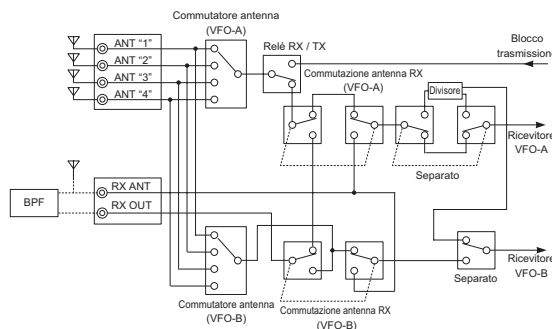 Commutatore antenna
(VFO-A)
ANT “1”
ANT “2”
ANT “3”
ANT “4”
Relé RX / TX
Blocco
trasmissione
Commutazione antenna RX
(VFO-A)
Divisore
Ricevitore
VFO-A
Separato
BPF
RX ANT
RX OUT
Ricevitore
VFO-B
Separato
Commutatore antenna
(VFO-B)
Commutazione antenna RX
(VFO-B)